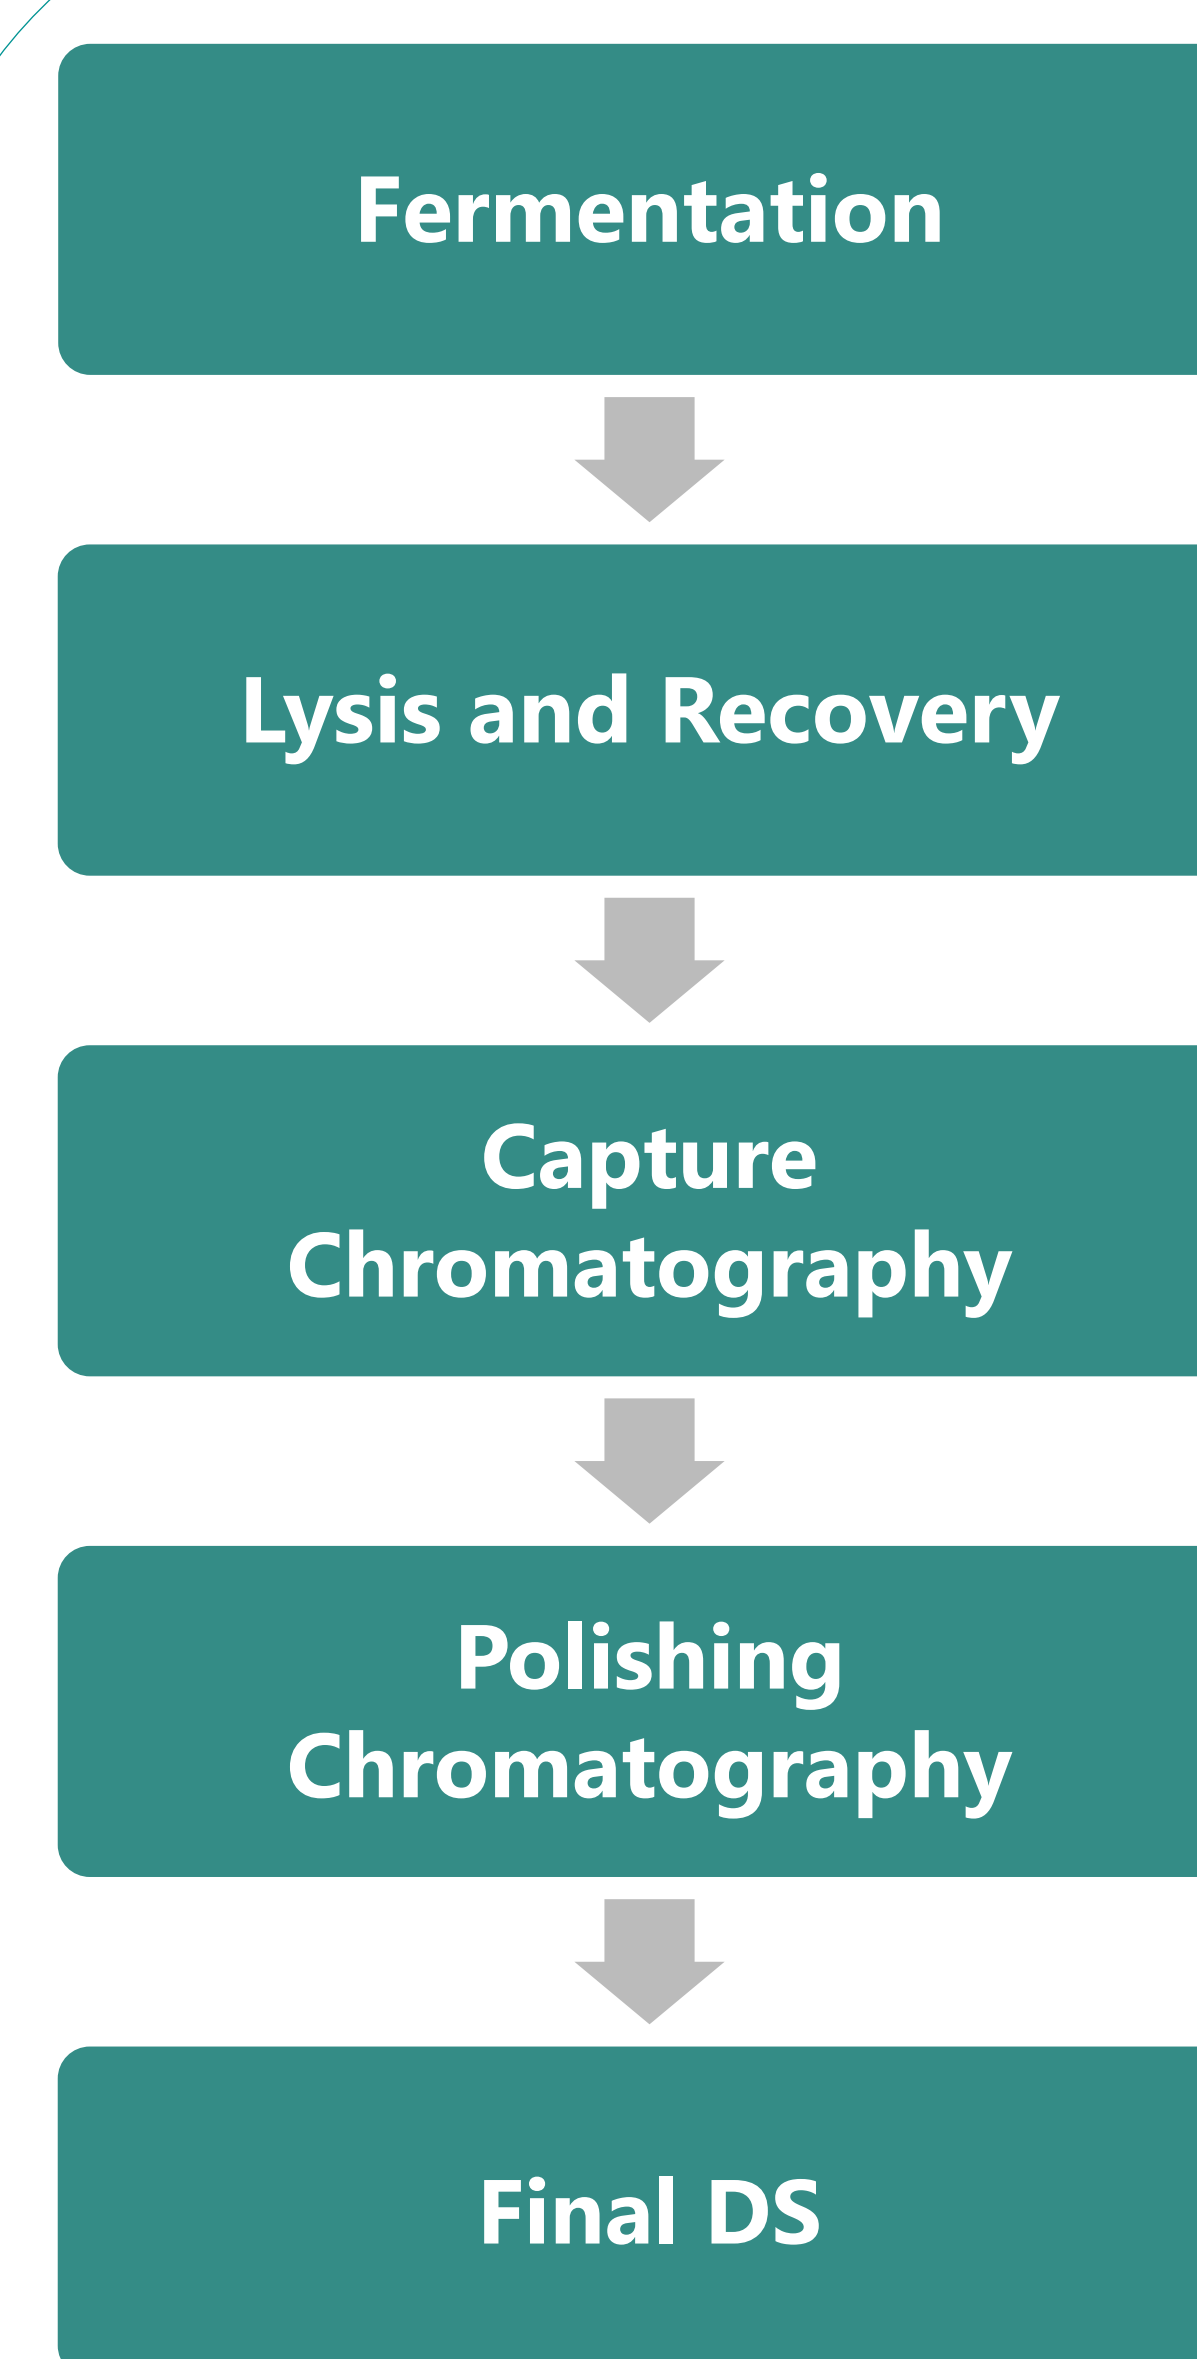 Fermentation
Lysis and Recovery
Capture
Chromatography
Polishing
Chromatography
Final DS